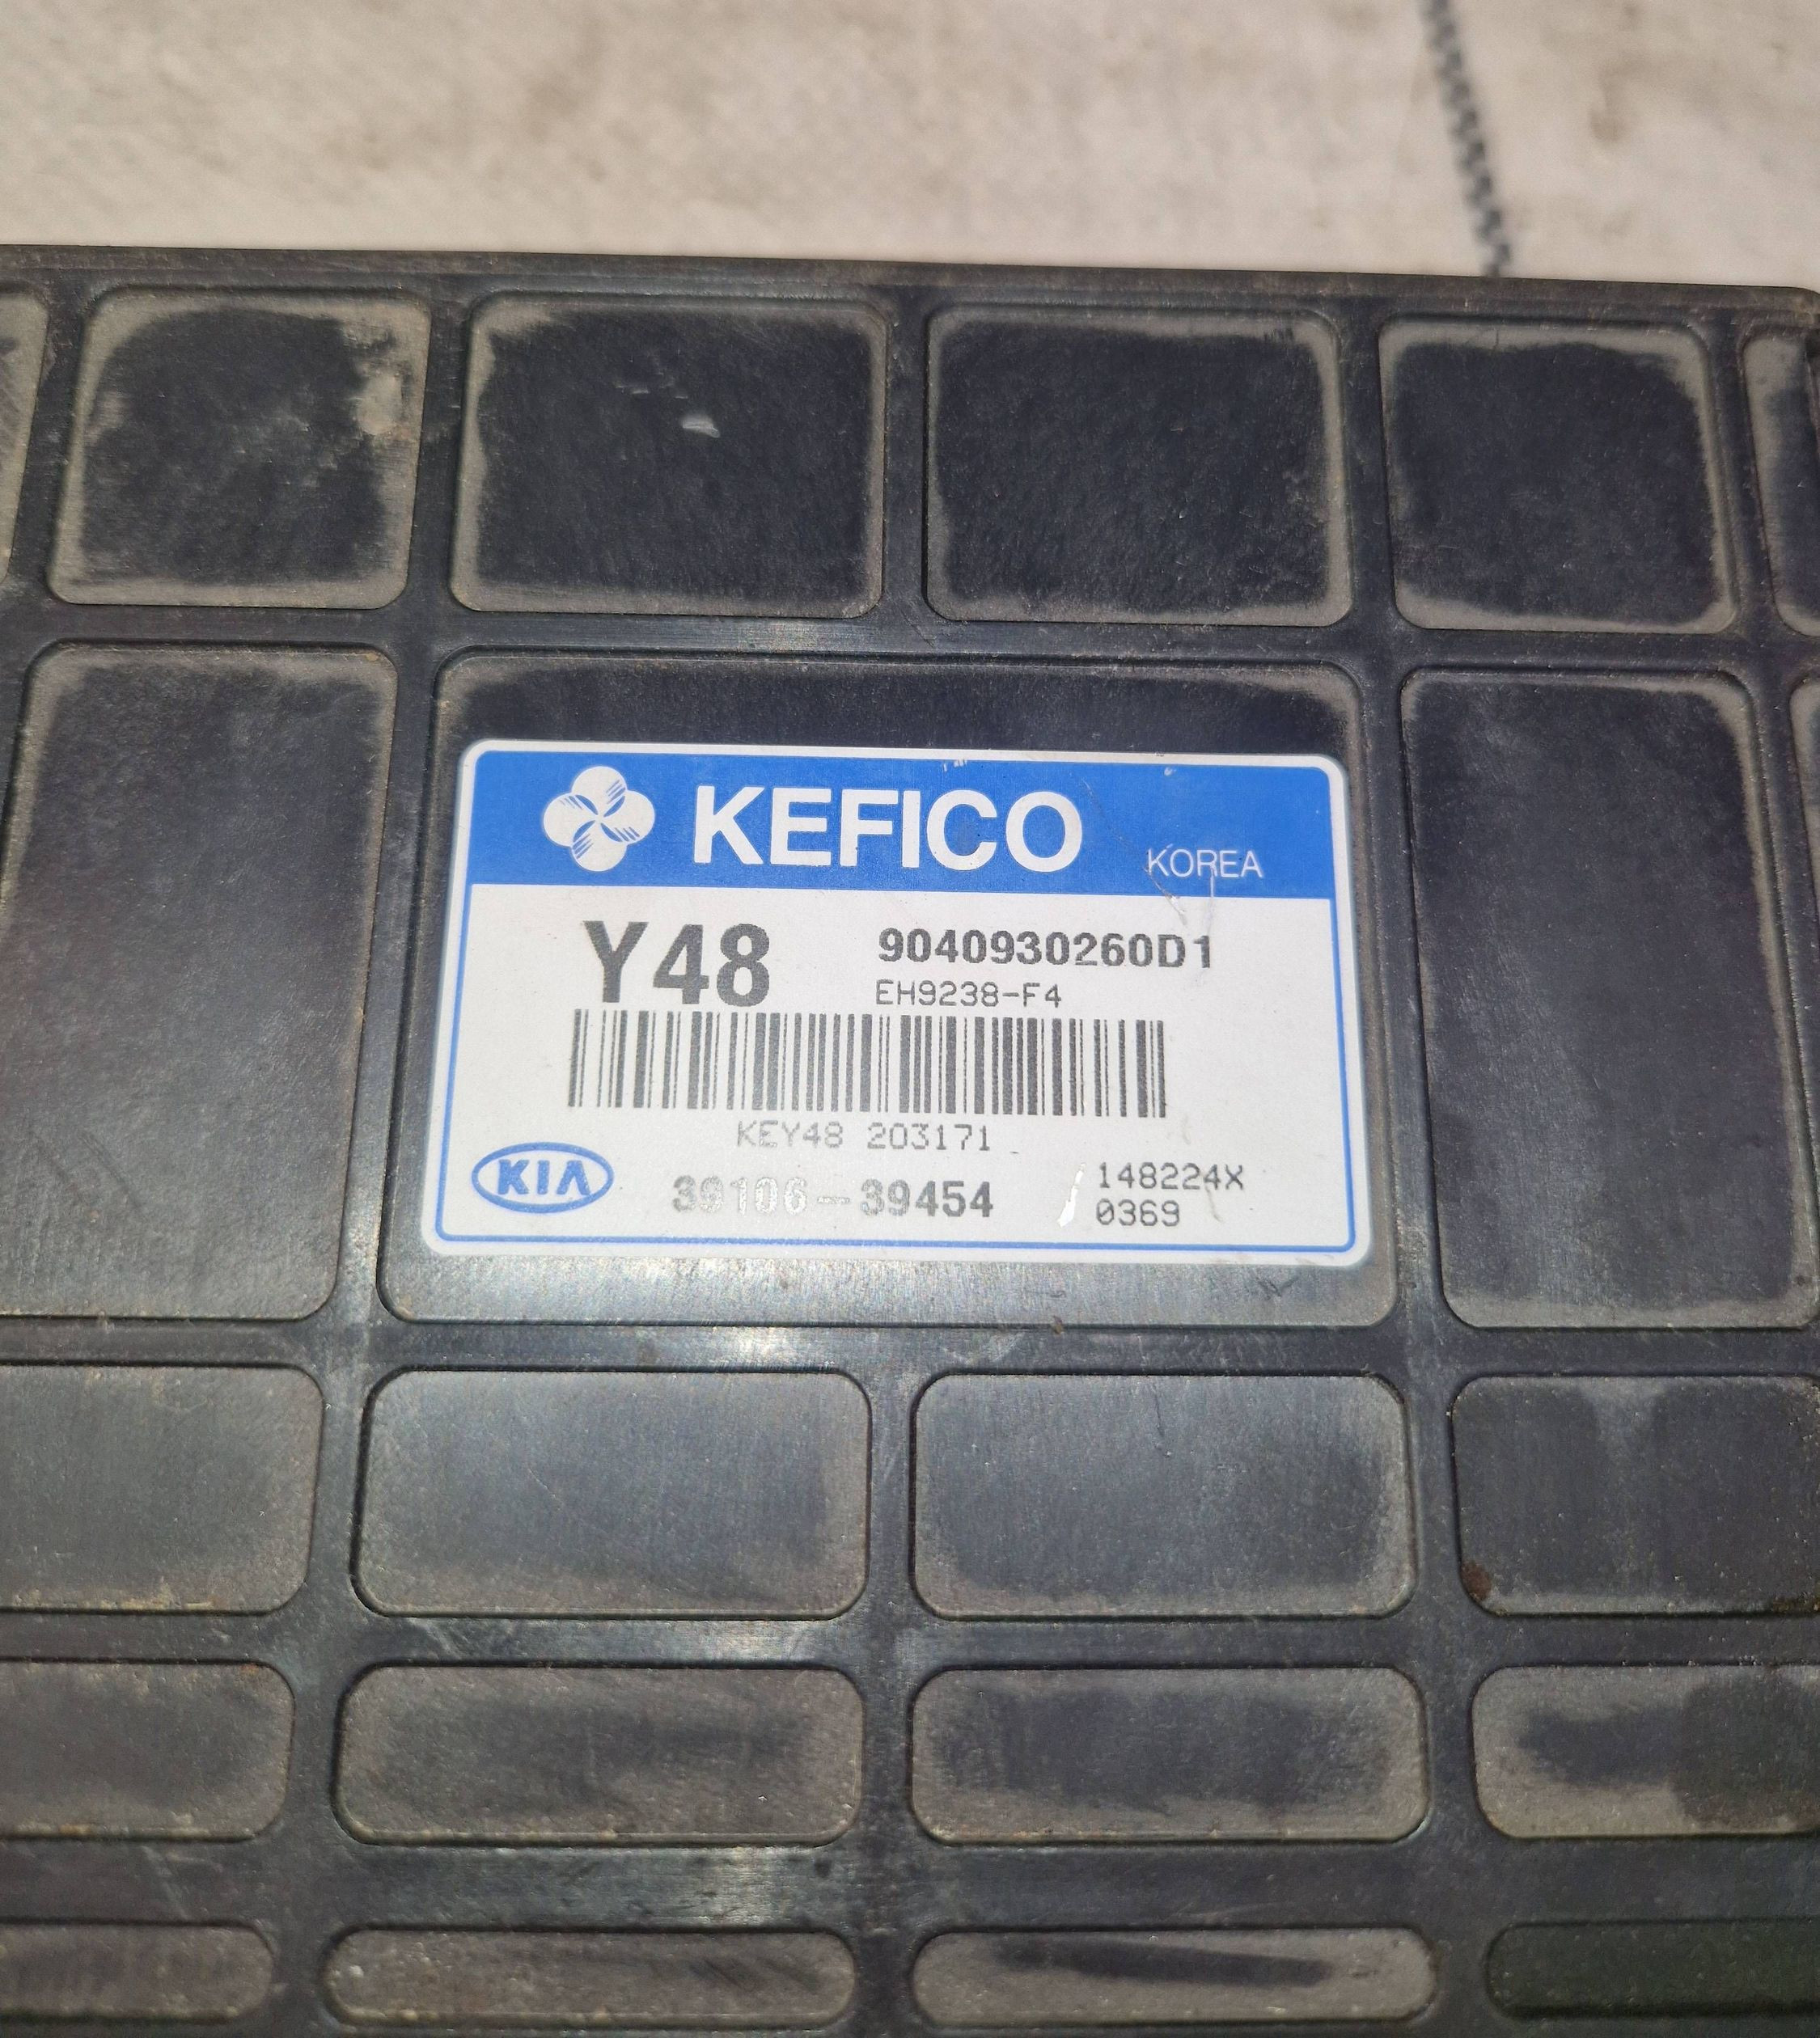 KEFICO KOREA
Y48 9040930260D1
EH9238-F4
KEY48 203171
KIA 39106-39454 148224X
0369